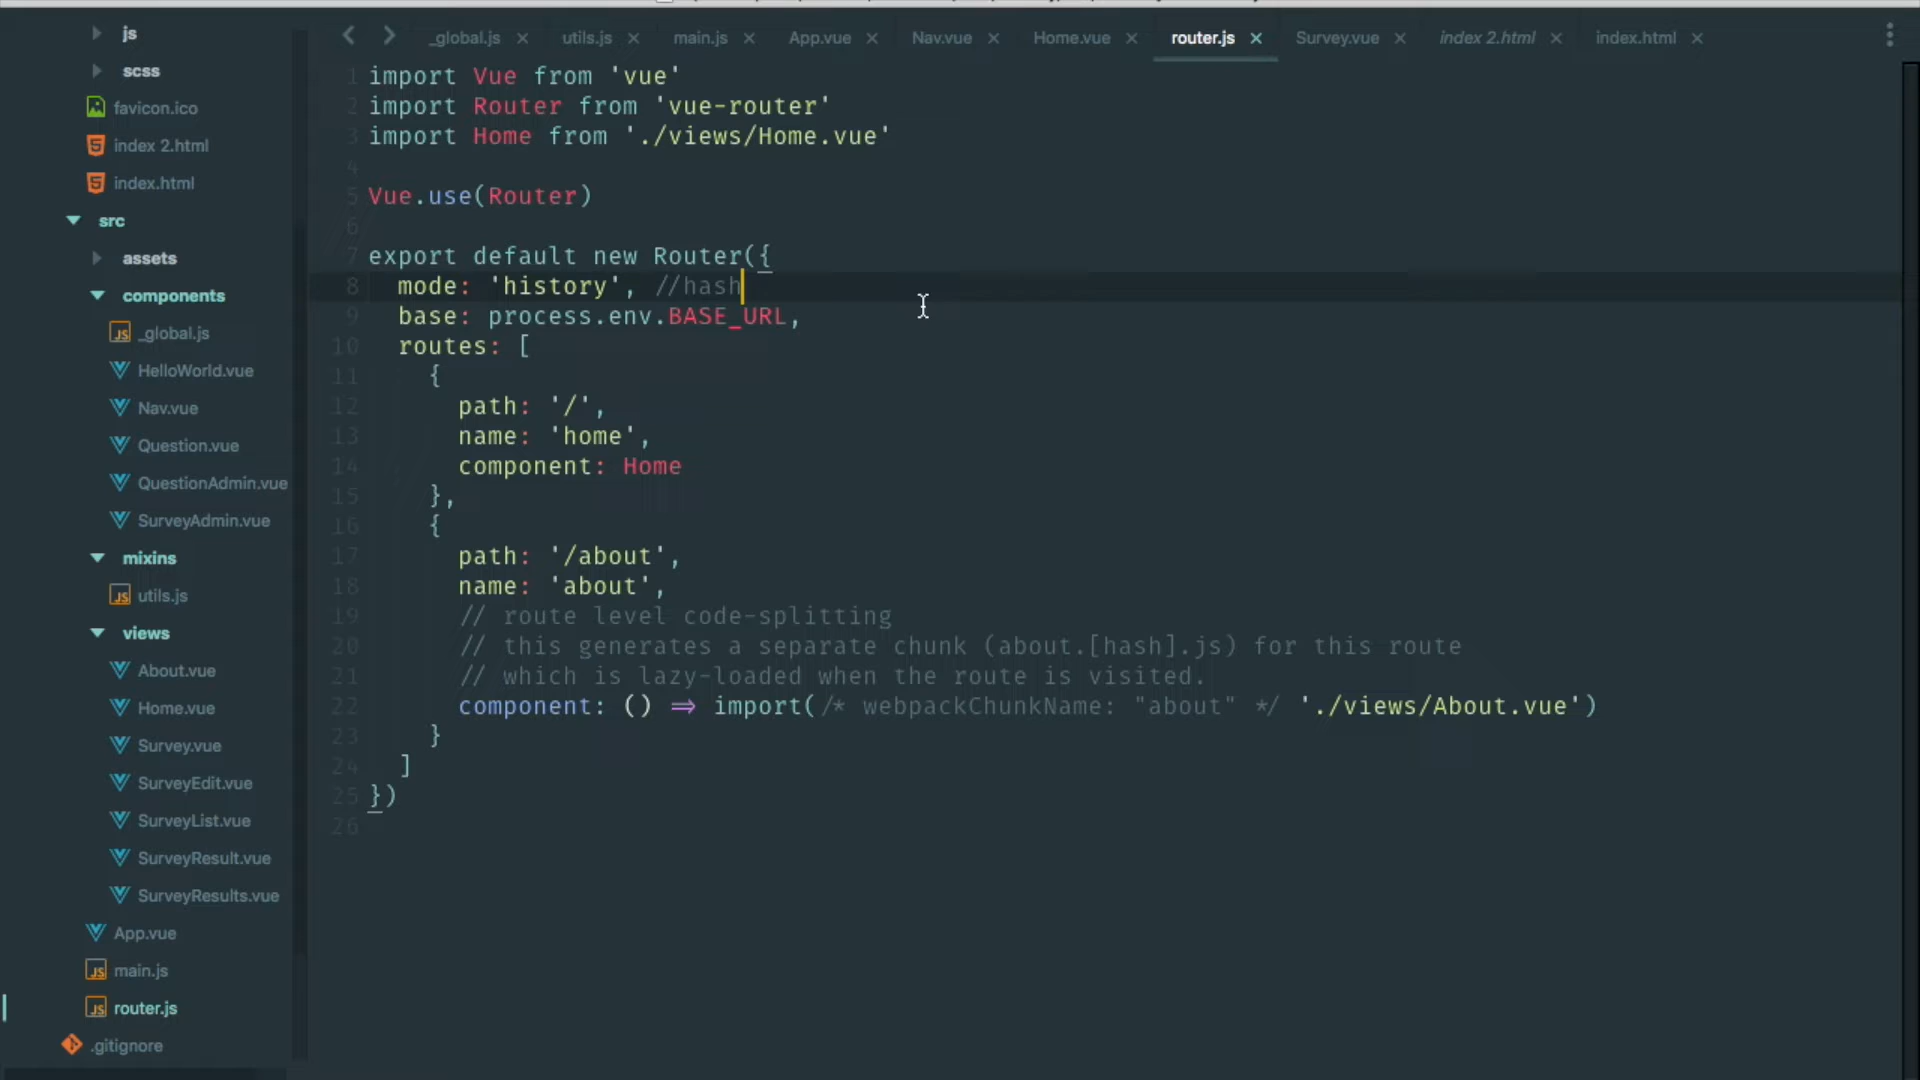 js
scss
favicon.ico
index 2.html
index.html
src
assets
components
_global.js
HelloWorld.vue
Nav.vue
Question.vue
QuestionAdmin.vue
SurveyAdmin.vue
mixins
utils.js
views
About.vue
Home.vue
Survey.vue
SurveyEdit.vue
SurveyList.vue
SurveyResult.vue
SurveyResults.vue
App.vue
main.js
router.js
.gitignore
_global.js × utils.js × main.js × App.vue × Nav.vue × Home.vue × router.js × Survey.vue × index 2.html × index.html ×
1 import Vue from 'vue'
2 import Router from 'vue-router'
3 import Home from './views/Home.vue'
4
5 Vue.use(Router)
6
7 export default new Router({
8   mode: 'history', //hash
9   base: process.env.BASE_URL,
10   routes: [
11     {
12       path: '/',
13       name: 'home',
14       component: Home
15     },
16     {
17       path: '/about',
18       name: 'about',
19       // route level code-splitting
20       // this generates a separate chunk (about.[hash].js) for this route
21       // which is lazy-loaded when the route is visited.
22       component: () => import(/* webpackChunkName: "about" */ './views/About.vue')
23     }
24   ]
25 })
26